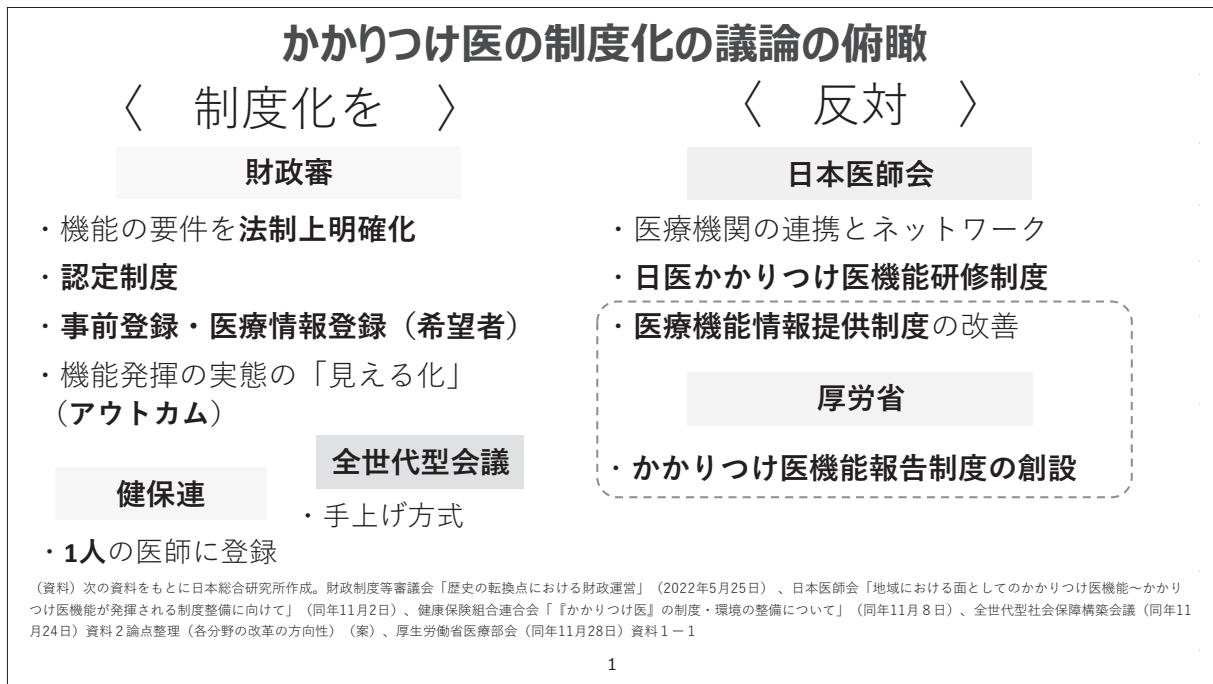 かかりつけ医の制度化の議論の俯瞰
〈 制度化を 〉
財政審
・機能の要件を法制上明確化
・認定制度
・事前登録・医療情報登録（希望者）
・機能発揮の実態の「見える化」
（アウトカム）
全世代型会議
・手上げ方式
健保連
・1人の医師に登録
〈 反対 〉
日本医師会
・医療機関の連携とネットワーク
・日医かかりつけ医機能研修制度
・医療機能情報提供制度の改善
厚労省
・かかりつけ医機能報告制度の創設
（資料）次の資料をもとに日本総合研究所作成。財政制度等審議会「歴史の転換点における財政運営」（2022年5月25日）、日本医師会「地域における面としてのかかりつけ医機能～かかり
つけ医機能が発揮される制度整備に向けて」（同年11月2日）、健康保険組合連合会「『かかりつけ医』の制度・環境の整備について」（同年11月８日）、全世代型社会保障構築会議（同年11
月24日）資料２論点整理（各分野の改革の方向性）（案）、厚生労働省医療部会（同年11月28日）資料１－１
1